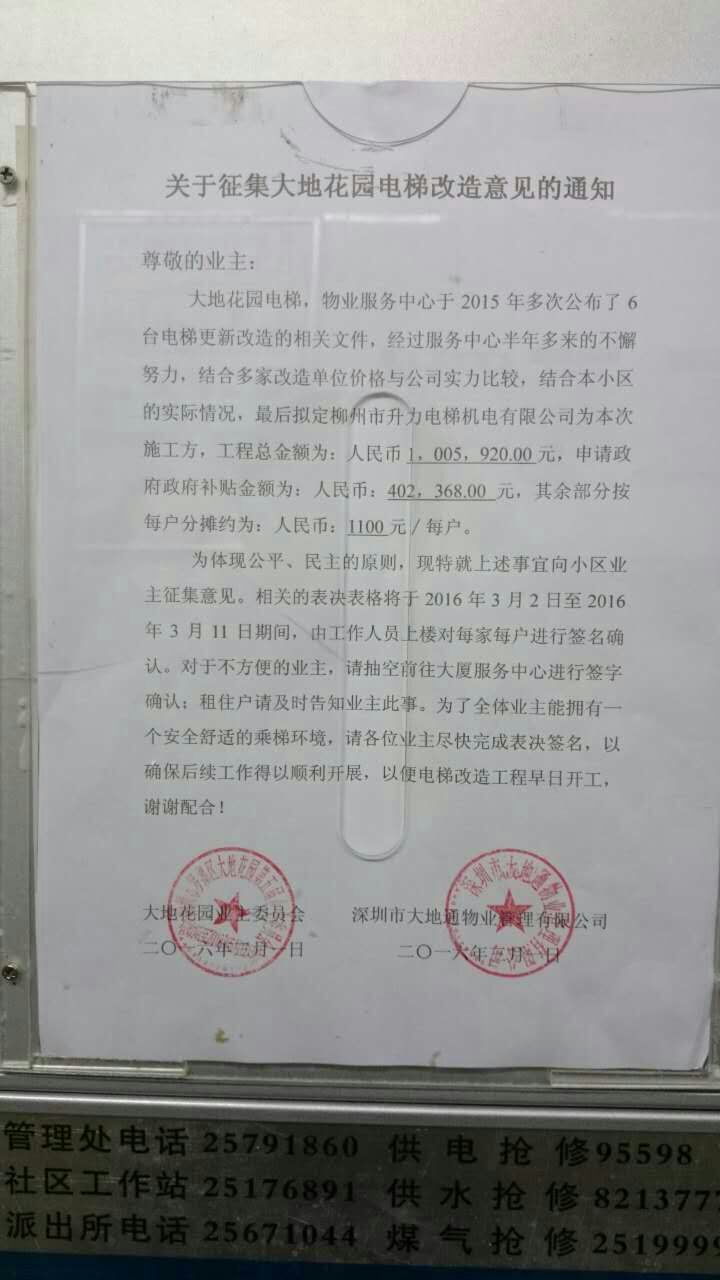 关于征集大地花园电梯改造意见的通知
尊敬的业主：
大地花园电梯，物业服务中心于 2015 年多次公布了 6
台电梯更新改造的相关文件，经过服务中心半年多来的不懈
努力，结合多家改造单位价格与公司实力比较，结合本小区
的实际情况，最后拟定柳州市升力电梯机电有限公司为本次
施工方，工程总金额为：人民币 1，005，920.00 元，申请政
府政府补贴金额为：人民币：402，368.00 元，其余部分按
每户分摊约为：人民币：1100 元／每户。
为体现公平、民主的原则，现特就上述事宜向小区业
主征集意见。相关的表决表格将于 2016 年 3 月 2 日至 2016
年 3 月 11 日期间，由工作人员上楼对每家每户进行签名确
认。对于不方便的业主，请抽空前往大厦服务中心进行签字
确认；租住户请及时告知业主此事。为了全体业主能拥有一
个安全舒适的乘梯环境，请各位业主尽快完成表决签名，以
确保后续工作得以顺利开展，以便电梯改造工程早日开工，
谢谢配合！
大地花园业主委员会 深圳市大地通物业管理有限公司
二〇一六年三月一日 二〇一六年三月一日
深圳市大地通物业管理有限公司
管理处电话 25791860 供电抢修 95598
社区工作站 25176891 供水抢修 8213777
派出所电话 25671044 煤气抢修 2519999